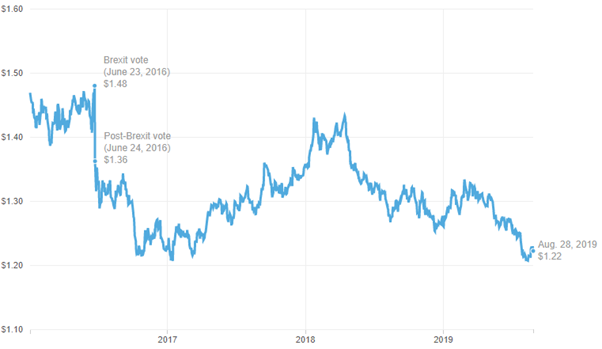 $1.60
$1.50
Brexit vote
(June 23, 2016)
$1.48
$1.40
Post-Brexit vote
(June 24, 2016)
$1.36
$1.30
$1.20
Aug. 28, 2019
$1.22
$1.10
2017
2018
2019